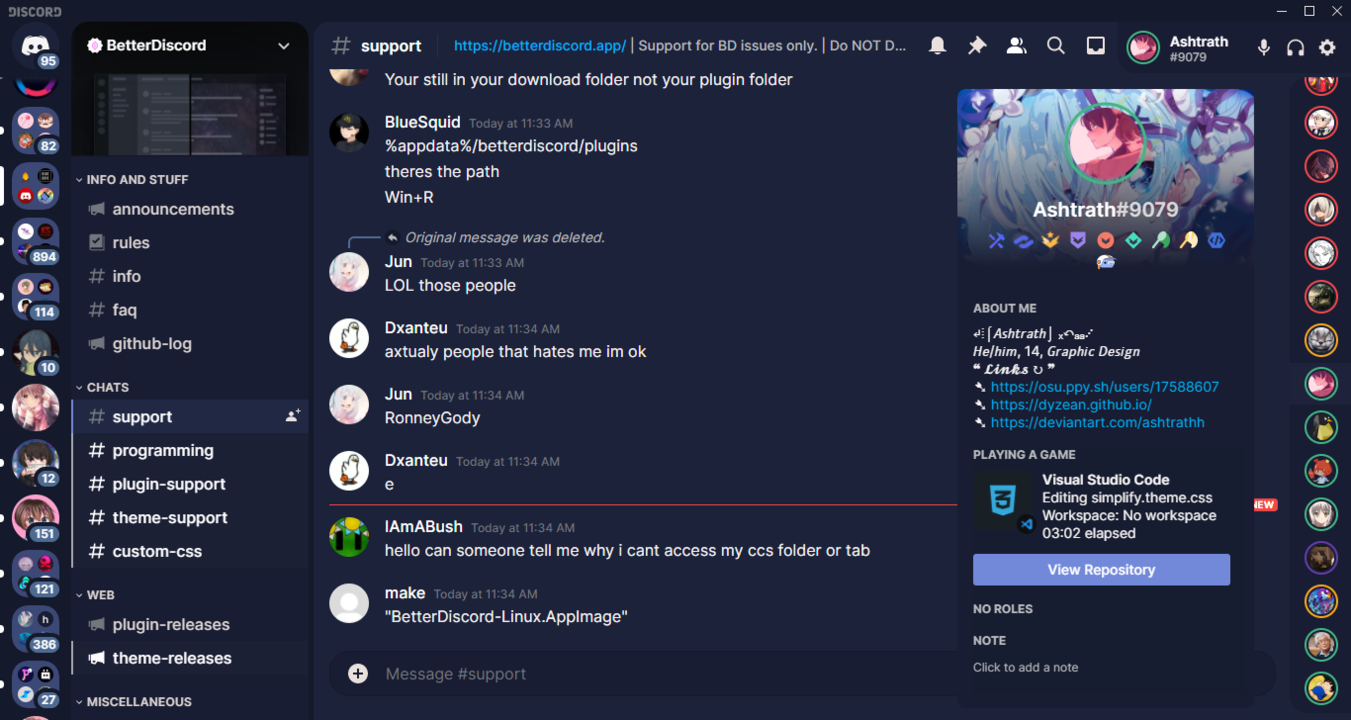 DISCORD
95
82
894
114
10
12
151
121
386
27
BetterDiscord
INFO AND STUFF
announcements
rules
info
faq
github-log
CHATS
support
programming
plugin-support
theme-support
custom-css
WEB
plugin-releases
theme-releases
MISCELLANEOUS
# support
https://betterdiscord.app/ | Support for BD issues only. | Do NOT D...
Ashtrath
#9079
Your still in your download folder not your plugin folder
BlueSquid Today at 11:33 AM
%appdata%/betterdiscord/plugins
theres the path
Win+R
Original message was deleted.
Jun Today at 11:33 AM
LOL those people
Dxanteu Today at 11:34 AM
axtualy people that hates me im ok
Jun Today at 11:34 AM
RonneyGody
Dxanteu Today at 11:34 AM
e
NEW
IAmABush Today at 11:34 AM
hello can someone tell me why i cant access my ccs folder or tab
make Today at 11:34 AM
"BetterDiscord-Linux.AppImage"
Message #support
Ashtrath#9079
ABOUT ME
⌈Ashtrath⌋
He/him, 14, Graphic Design
❝ 𝓛𝓲𝓷𝓴𝓼 ↻ ❞
➷ https://osu.ppy.sh/users/17588607
➷ https://dyzean.github.io/
➷ https://deviantart.com/ashtrathh
PLAYING A GAME
Visual Studio Code
Editing simplify.theme.css
Workspace: No workspace
03:02 elapsed
View Repository
NO ROLES
NOTE
Click to add a note